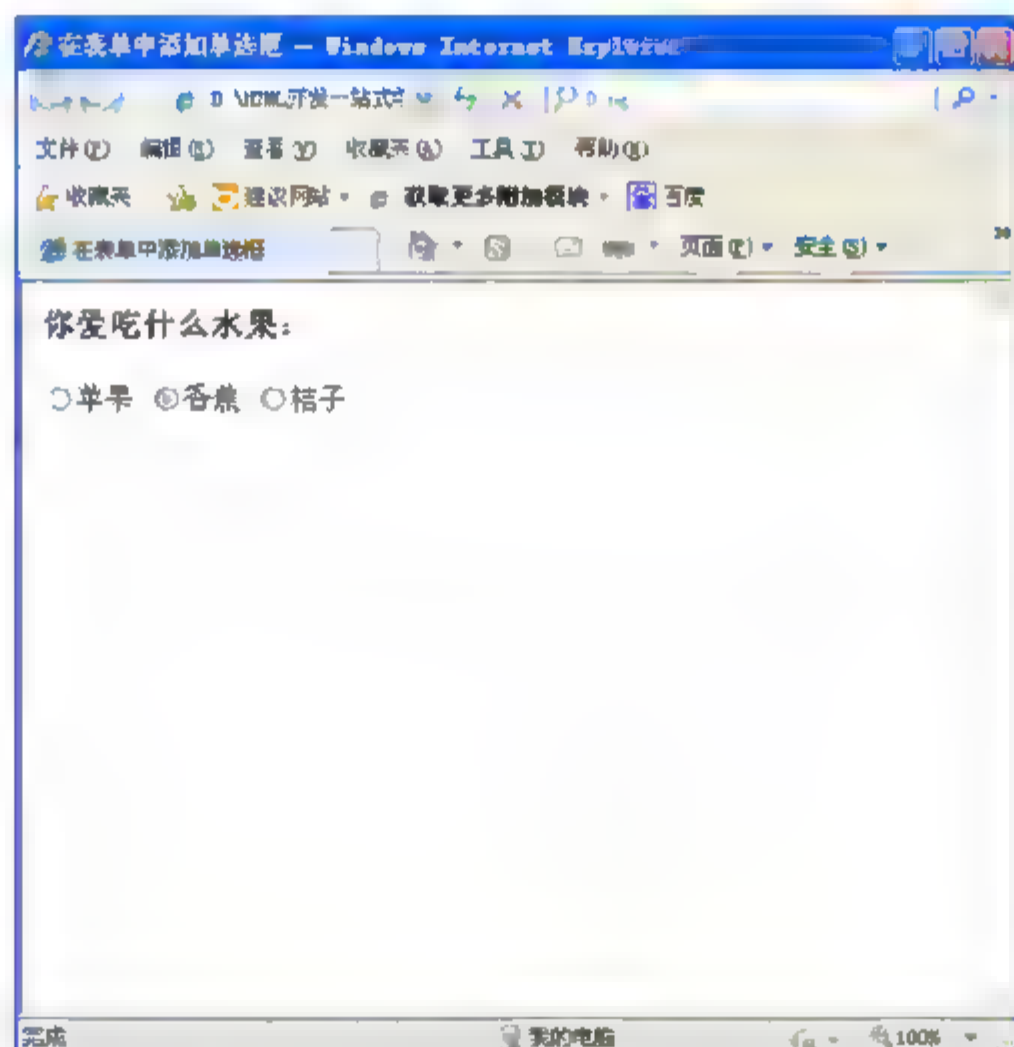 在表单中添加单选框 - Windows Internet Explorer
文件(F) 编辑(E) 查看(V) 收藏夹(A) 工具(T) 帮助(H)
收藏夹 建议网站 获取更多附加模块 百度
在表单中添加单选框 页面(P) 安全(S) »
你爱吃什么水果：
苹果 香蕉 桔子
完成 我的电脑 100%